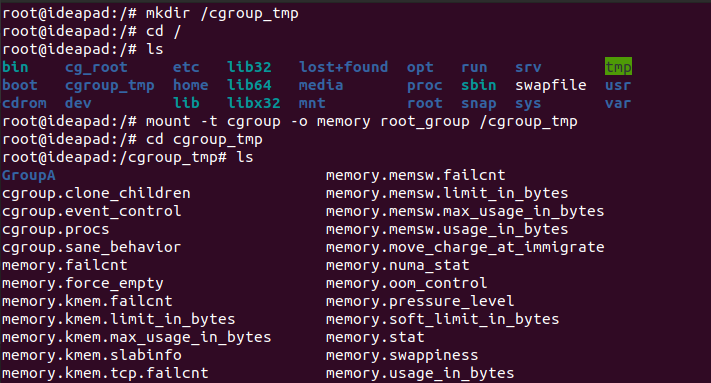 root@ideapad:/# mkdir /cgroup_tmp
root@ideapad:/# cd /
root@ideapad:/# ls
bin    cg_root     etc   lib32   lost+found  opt   run   srv       tmp
boot   cgroup_tmp  home  lib64   media       proc  sbin  swapfile  usr
cdrom  dev         lib   libx32  mnt         root  snap  sys       var
root@ideapad:/# mount -t cgroup -o memory root_group /cgroup_tmp
root@ideapad:/# cd cgroup_tmp
root@ideapad:/cgroup_tmp# ls
GroupA                              memory.memsw.failcnt
cgroup.clone_children               memory.memsw.limit_in_bytes
cgroup.event_control                memory.memsw.max_usage_in_bytes
cgroup.procs                        memory.memsw.usage_in_bytes
cgroup.sane_behavior                memory.move_charge_at_immigrate
memory.failcnt                      memory.numa_stat
memory.force_empty                  memory.oom_control
memory.kmem.failcnt                 memory.pressure_level
memory.kmem.limit_in_bytes          memory.soft_limit_in_bytes
memory.kmem.max_usage_in_bytes      memory.stat
memory.kmem.slabinfo                memory.swappiness
memory.kmem.tcp.failcnt             memory.usage_in_bytes